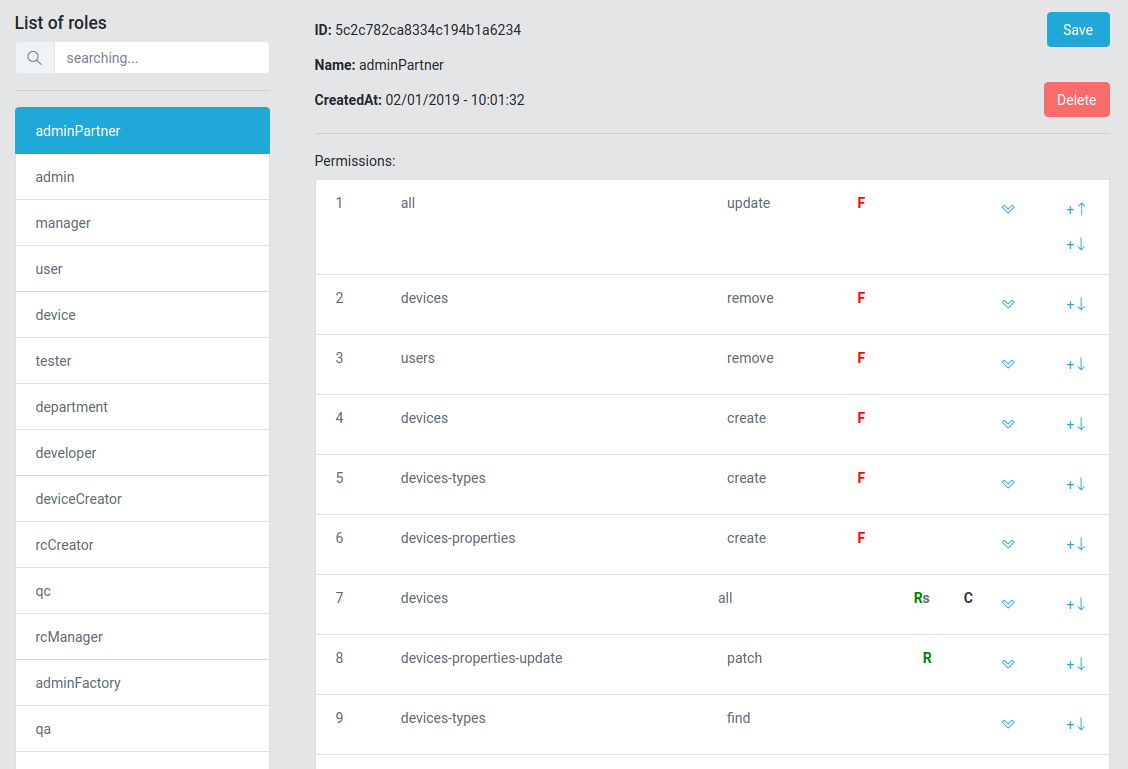 List of roles
searching...
adminPartner
admin
manager
user
device
tester
department
developer
deviceCreator
rcCreator
qc
rcManager
adminFactory
qa
ID: 5c2c782ca8334c194b1a6234
Save
Name: adminPartner
CreatedAt: 02/01/2019 - 10:01:32
Delete
Permissions:
1 all update F +↑
+↓
2 devices remove F +↓
3 users remove F +↓
4 devices create F +↓
5 devices-types create F +↓
6 devices-properties create F +↓
7 devices all Rs C +↓
8 devices-properties-update patch R +↓
9 devices-types find +↓